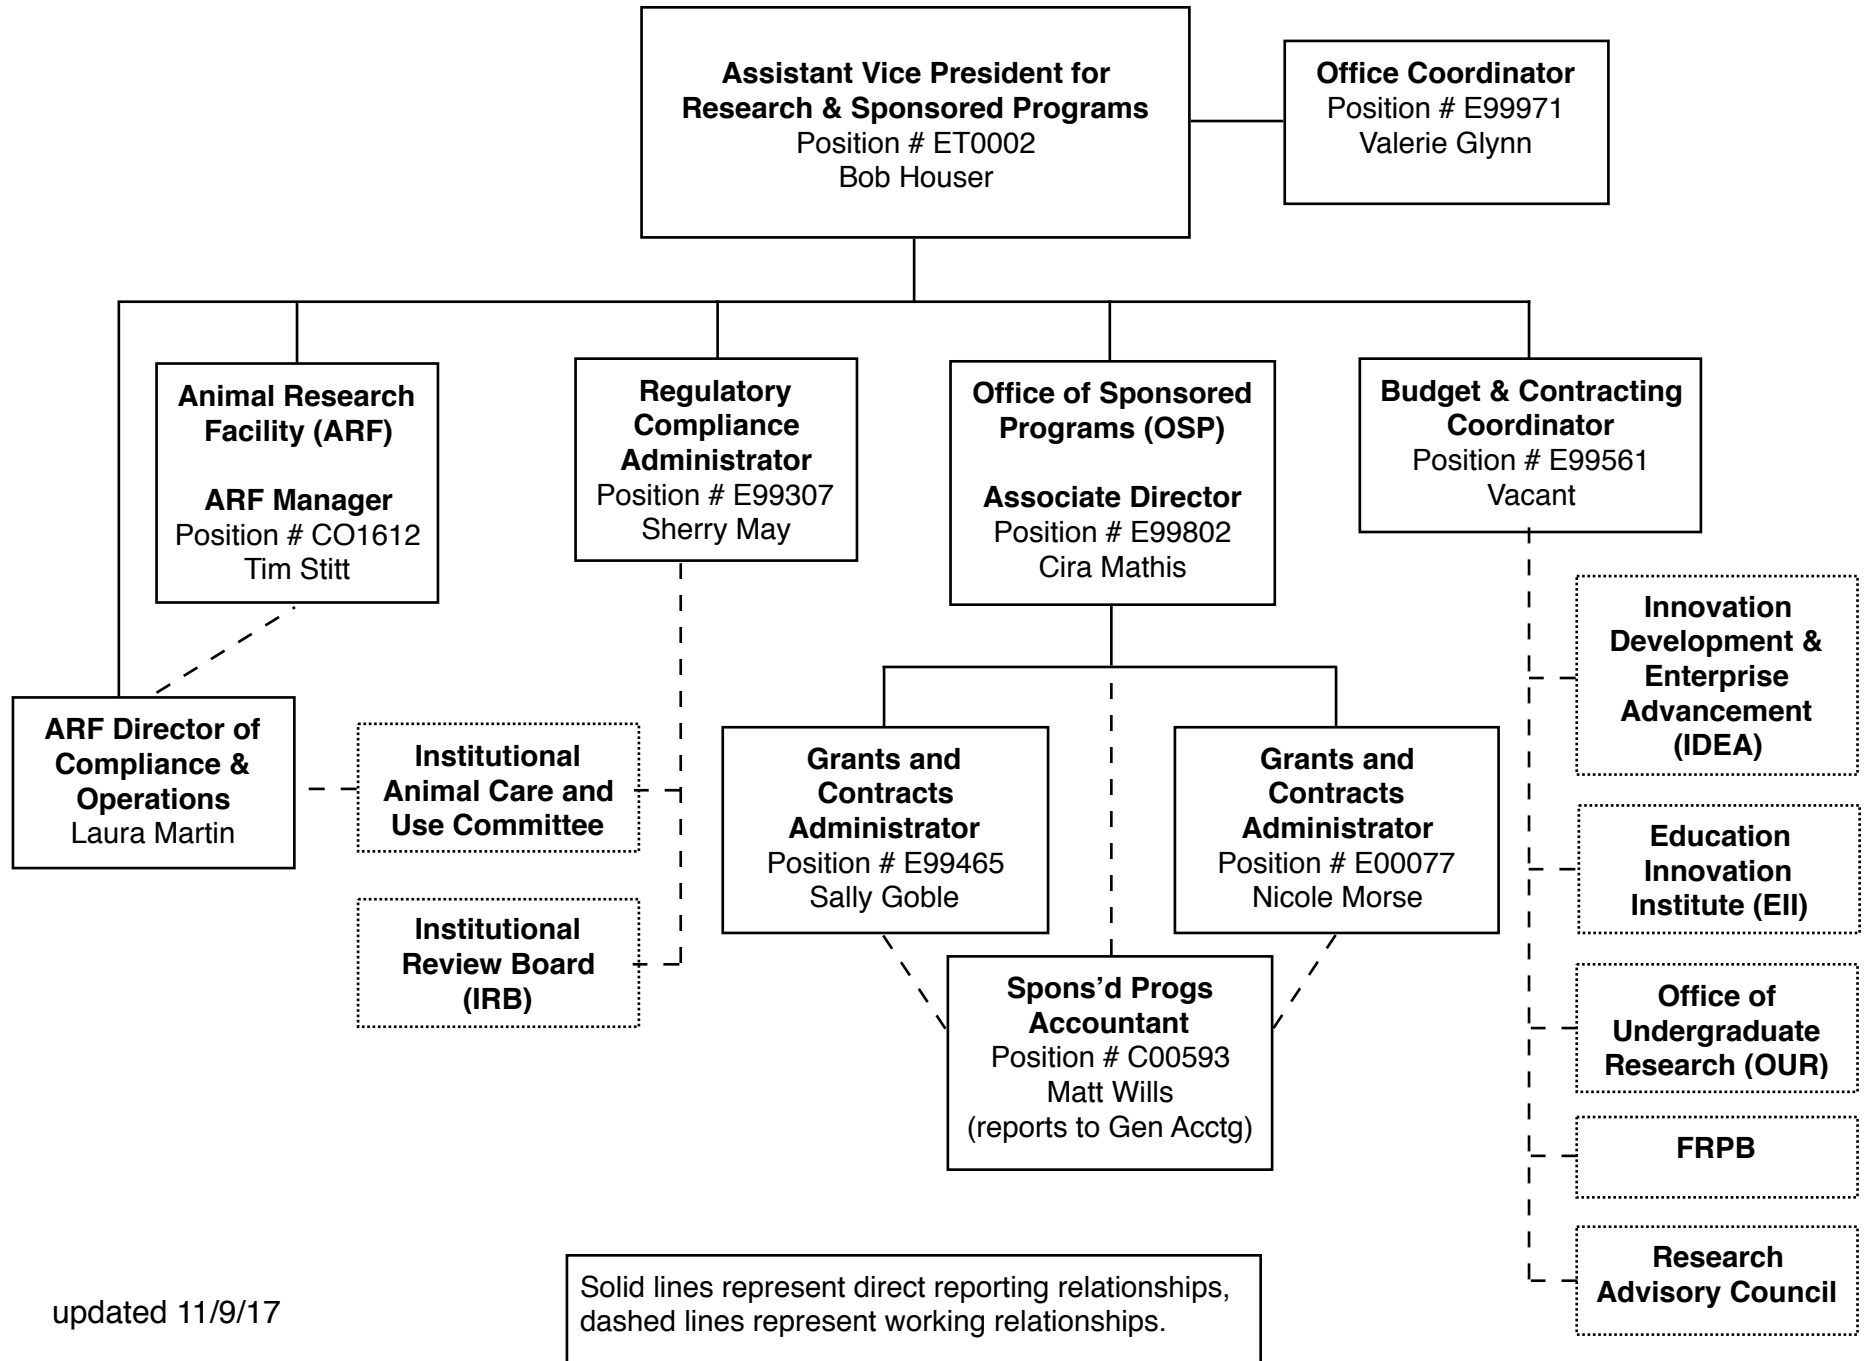 Assistant Vice President for
Research & Sponsored Programs
Position # ET0002
Bob Houser
Office Coordinator
Position # E99971
Valerie Glynn
Animal Research
Facility (ARF)
ARF Manager
Position # CO1612
Tim Stitt
Regulatory
Compliance
Administrator
Position # E99307
Sherry May
Office of Sponsored
Programs (OSP)
Associate Director
Position # E99802
Cira Mathis
Budget & Contracting
Coordinator
Position # E99561
Vacant
ARF Director of
Compliance &
Operations
Laura Martin
Institutional
Animal Care and
Use Committee
Institutional
Review Board
(IRB)
Grants and
Contracts
Administrator
Position # E99465
Sally Goble
Grants and
Contracts
Administrator
Position # E00077
Nicole Morse
Spons’d Progs
Accountant
Position # C00593
Matt Wills
(reports to Gen Acctg)
Innovation
Development &
Enterprise
Advancement
(IDEA)
Education
Innovation
Institute (EII)
Office of
Undergraduate
Research (OUR)
FRPB
Research
Advisory Council
updated 11/9/17
Solid lines represent direct reporting relationships,
dashed lines represent working relationships.